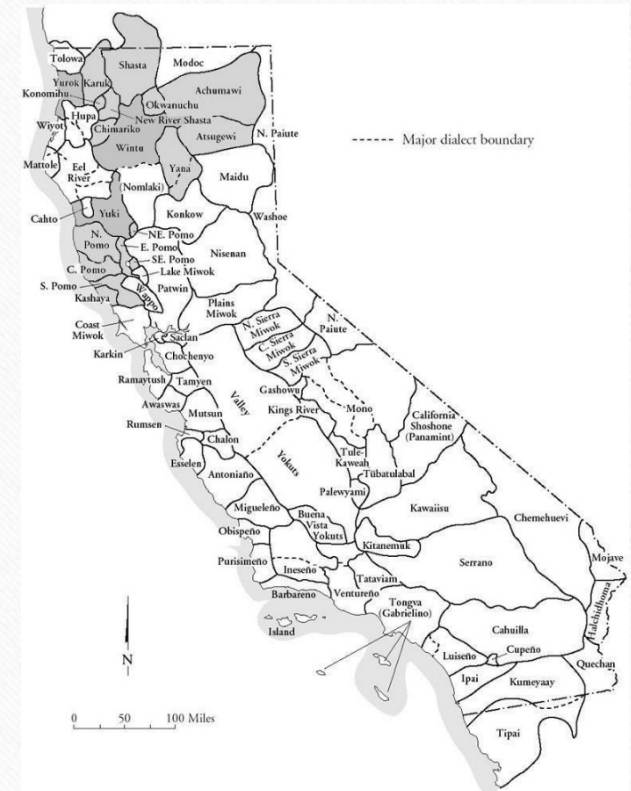 Tolowa
Shasta
Modoc
Yurok
Karuk
Konomihu
Achumawi
Okwanuchu
Hupa
New River Shasta
Wiyot
Chimariko
Atsugewi
N. Paiute
Wintu
Mattole
Eel
River
Yana
(Nomlaki)
Maidu
Cahto
Yuki
Konkow
Washoe
N.
Pomo
NE. Pomo
E. Pomo
SE. Pomo
Nisenan
C. Pomo
Lake Miwok
S. Pomo
Kashaya
Wappo
Patwin
Plains
Miwok
Coast
Miwok
Saclan
Karkin
N. Sierra
Miwok
C. Sierra
Miwok
S. Sierra
Miwok
N.
Paiute
Chochenyo
Ramaytush
Tamyen
Awaswas
Mutsun
Rumsen
Chalon
Valley
Yokuts
Gashowu
Kings River
Mono
California
Shoshone
(Panamint)
Esselen
Antoniaño
Tule-
Kaweah
Tübatulabal
Palewyami
Migueleño
Buena
Vista
Yokuts
Kawaiisu
Chemehuevi
Obispeño
Kitanemuk
Purisimeño
Ineseño
Tataviam
Serrano
Mojave
Barbareno
Ventureño
Island
Tongva
(Gabrielino)
Halchidhoma
Cahuilla
Cupeño
Luiseño
Quechan
Ipai
Kumeyaay
Tipai
Major dialect boundary
N
0 50 100 Miles